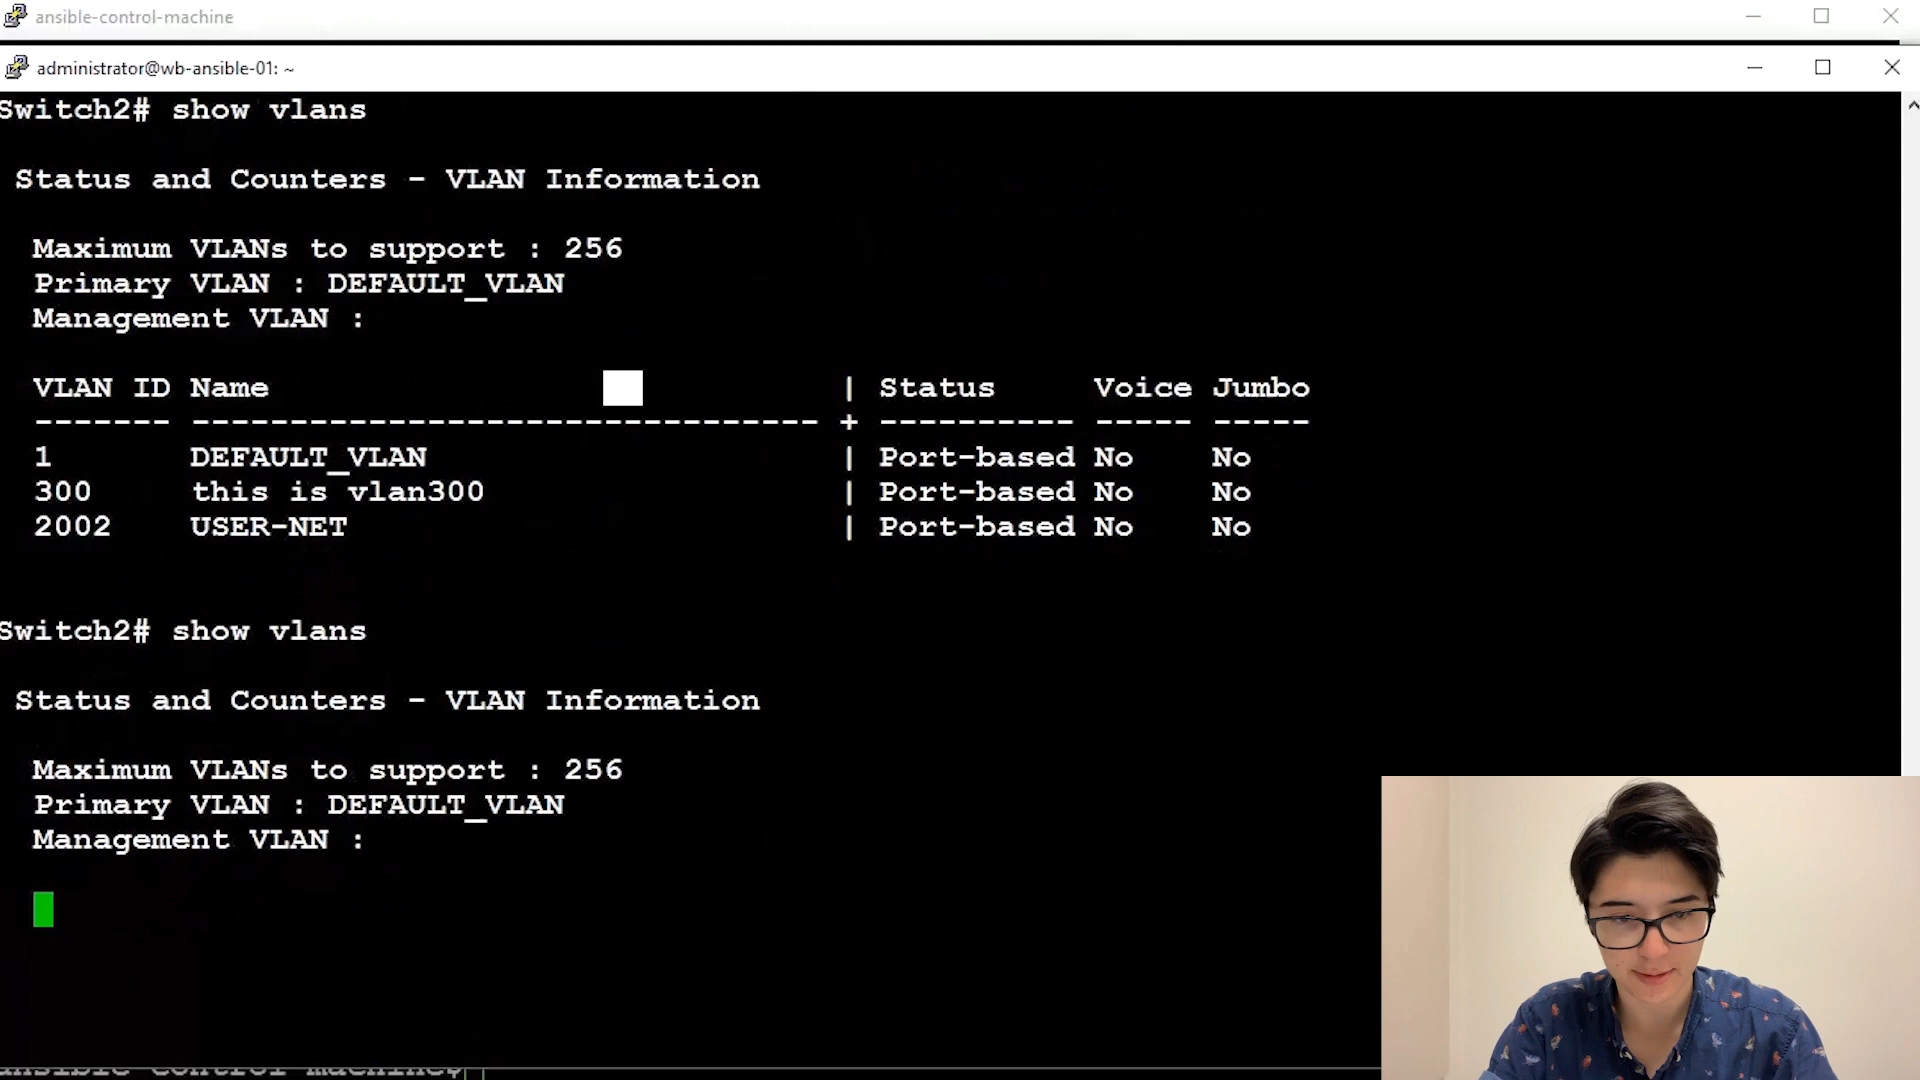 ansible-control-machine
administrator@wb-ansible-01: ~
Switch2# show vlans
Status and Counters - VLAN Information
Maximum VLANs to support : 256
Primary VLAN : DEFAULT_VLAN
Management VLAN :
VLAN ID Name | Status Voice Jumbo
------- -------------------------------- + ---------- ----- -----
1 DEFAULT_VLAN | Port-based No No
300 this is vlan300 | Port-based No No
2002 USER-NET | Port-based No No
Switch2# show vlans
Status and Counters - VLAN Information
Maximum VLANs to support : 256
Primary VLAN : DEFAULT_VLAN
Management VLAN :